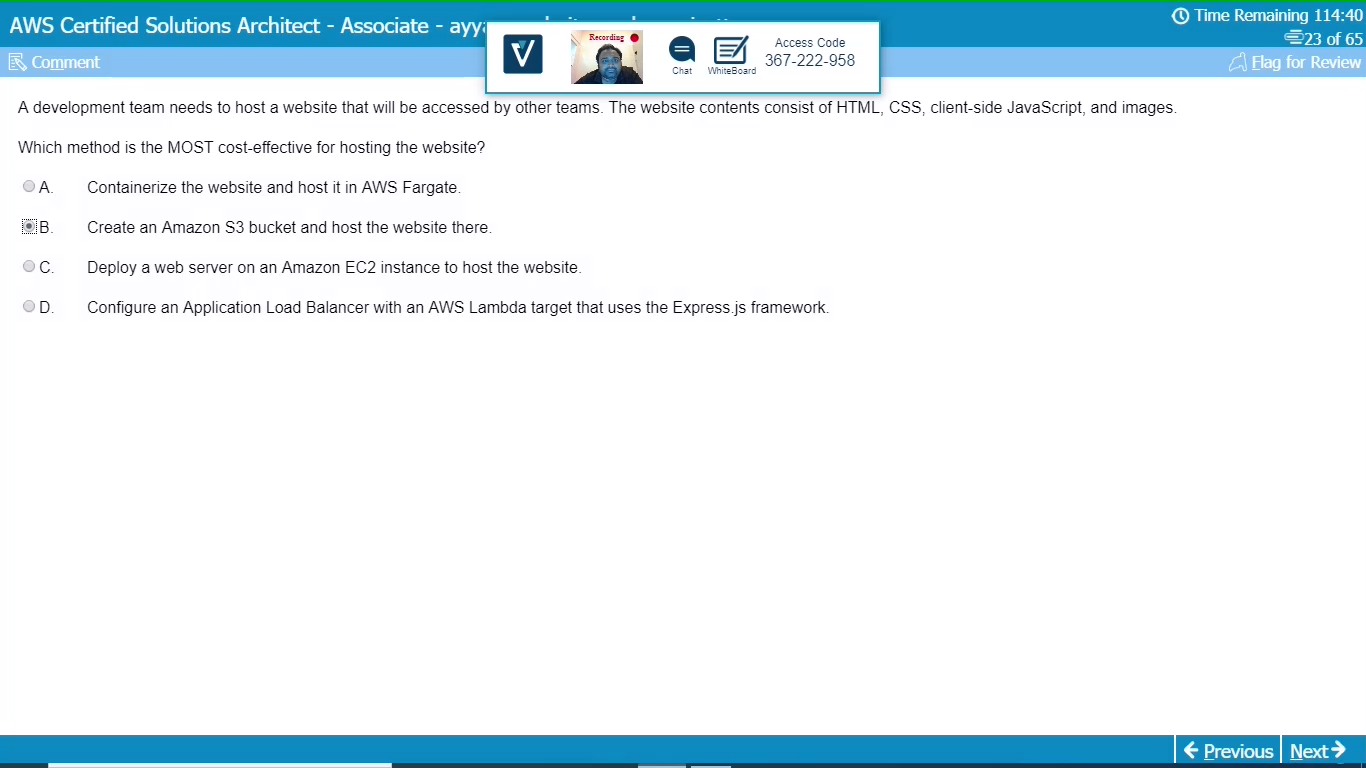 AWS Certified Solutions Architect - Associate - ayya
Time Remaining 114:40
23 of 65
Comment
Flag for Review
Recording
Chat
WhiteBoard
Access Code
367-222-958
A development team needs to host a website that will be accessed by other teams. The website contents consist of HTML, CSS, client-side JavaScript, and images.
Which method is the MOST cost-effective for hosting the website?
A. Containerize the website and host it in AWS Fargate.
B. Create an Amazon S3 bucket and host the website there.
C. Deploy a web server on an Amazon EC2 instance to host the website.
D. Configure an Application Load Balancer with an AWS Lambda target that uses the Express.js framework.
Previous
Next